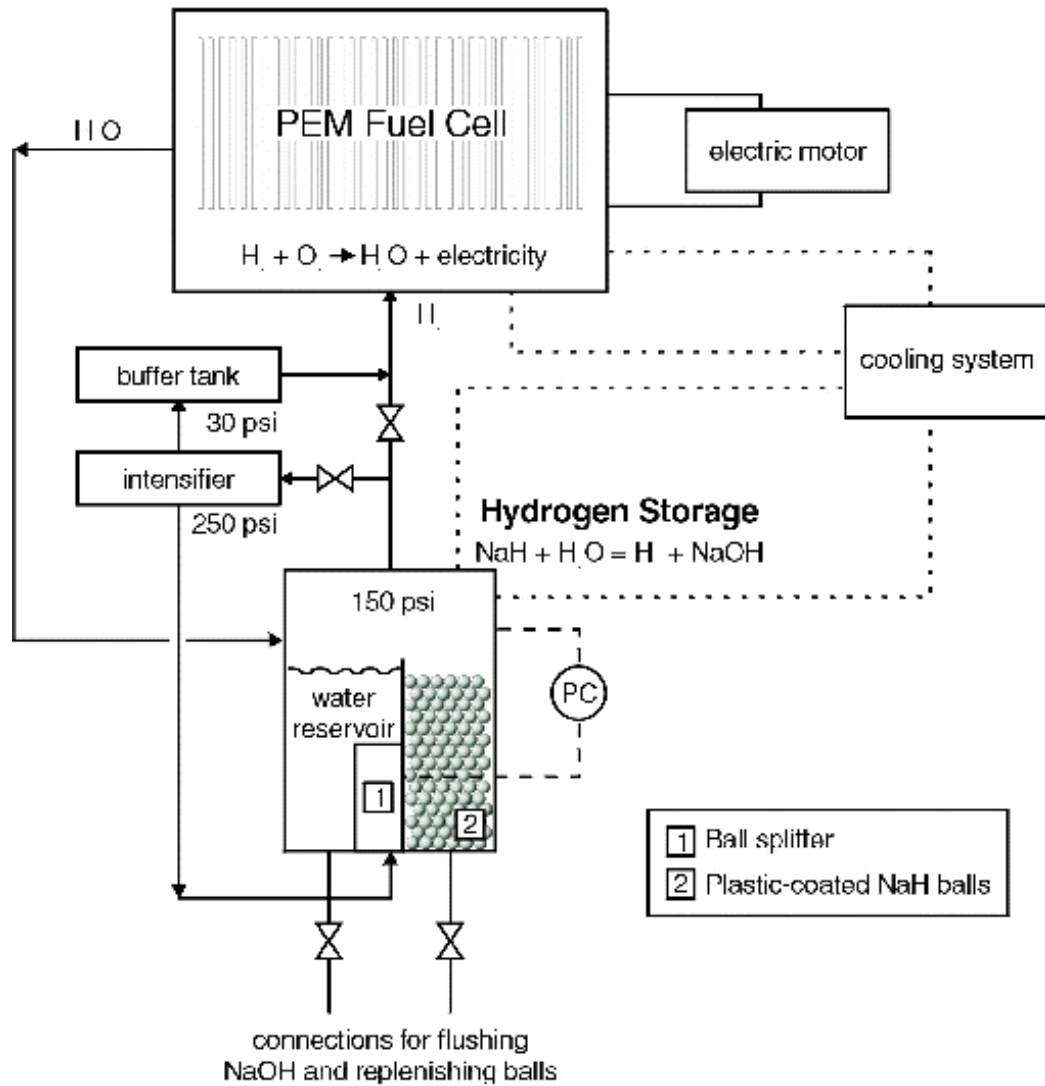 PEM Fuel Cell
H O
electric motor
H + O → H O + electricity
H
cooling system
buffer tank
30 psi
intensifier
250 psi
Hydrogen Storage
NaH + H O = H + NaOH
150 psi
water
reservoir
PC
1
2
1 Ball splitter
2 Plastic-coated NaH balls
connections for flushing
NaOH and replenishing balls